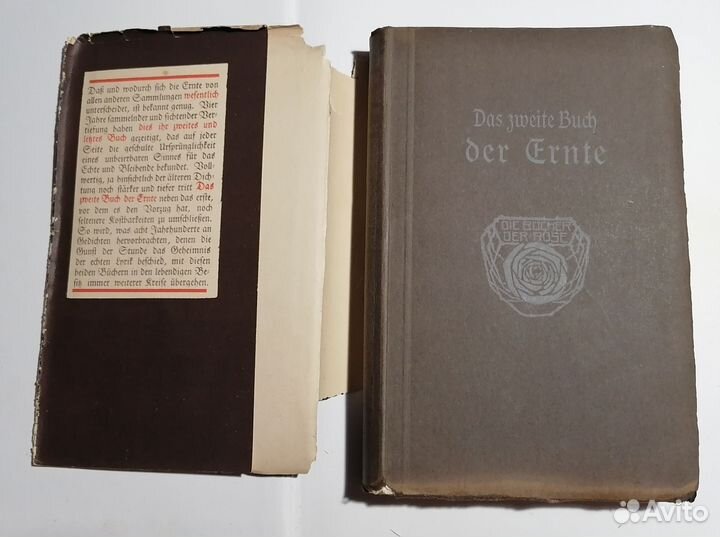 Daß und wodurch sich die Ernte von
allen anderen Sammlungen wesentlich
unterscheidet, ist bekannt genug. Vier
Jahre sammelnder und sichtender Ver-
tiefung haben dies ihr zweites und
letztes Buch gezeitigt, das auf jeder
Seite die geschulte Ursprünglichkeit
eines unbeirrbaren Sinnes für das
Echte und Bleibende bekundet. Voll-
wertig, ja hinsichtlich der älteren Dich-
tung noch stärker und tiefer tritt Das
zweite Buch der Ernte neben das erste,
vor dem es den Vorzug hat, noch
seltenere Kostbarkeiten zu umschließen.
So wird, was acht Jahrhunderte an
Gedichten hervorbrachten, denen die
Gunst der Stunde das Geheimnis
der echten Lyrik beschied, mit diesen
beiden Büchern in den lebendigen Be-
sitz immer weiterer Kreise übergehen.
Das zweite Buch
der Ernte
DIE BÜCHER
DER ROSE
Avito